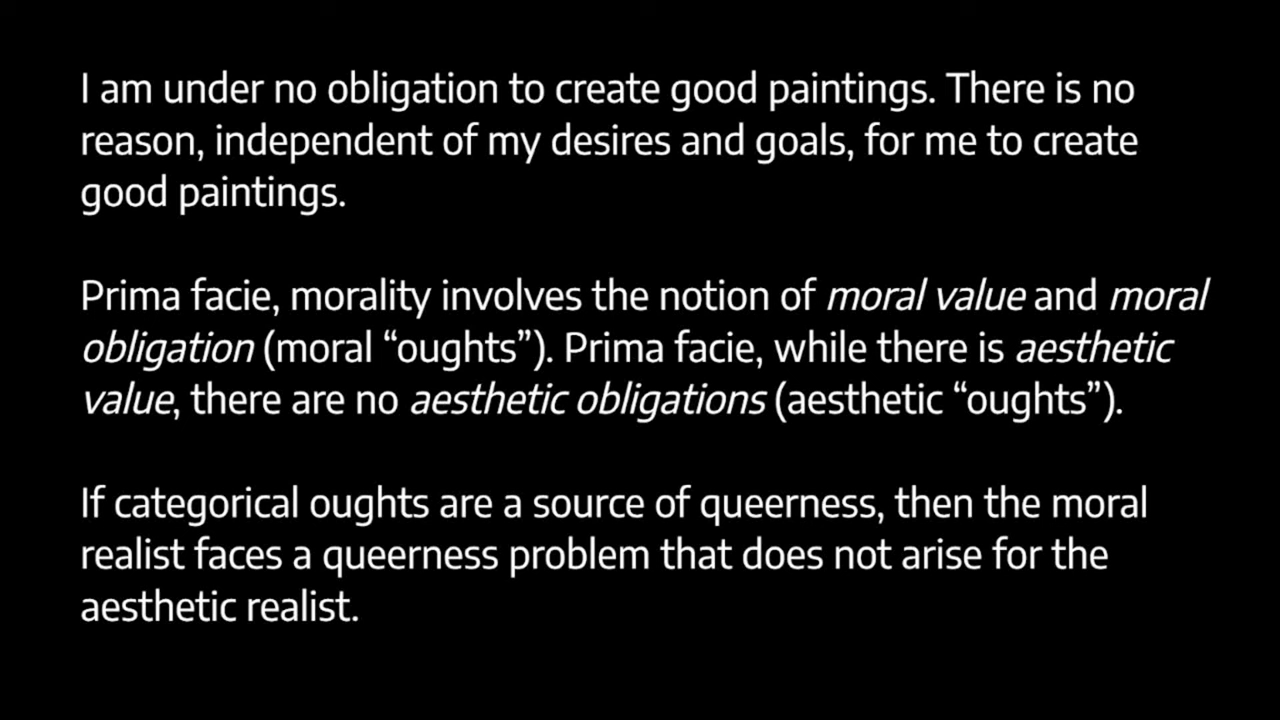 I am under no obligation to create good paintings. There is no
reason, independent of my desires and goals, for me to create
good paintings.
Prima facie, morality involves the notion of moral value and moral
obligation (moral “oughts”). Prima facie, while there is aesthetic
value, there are no aesthetic obligations (aesthetic “oughts”).
If categorical oughts are a source of queerness, then the moral
realist faces a queerness problem that does not arise for the
aesthetic realist.